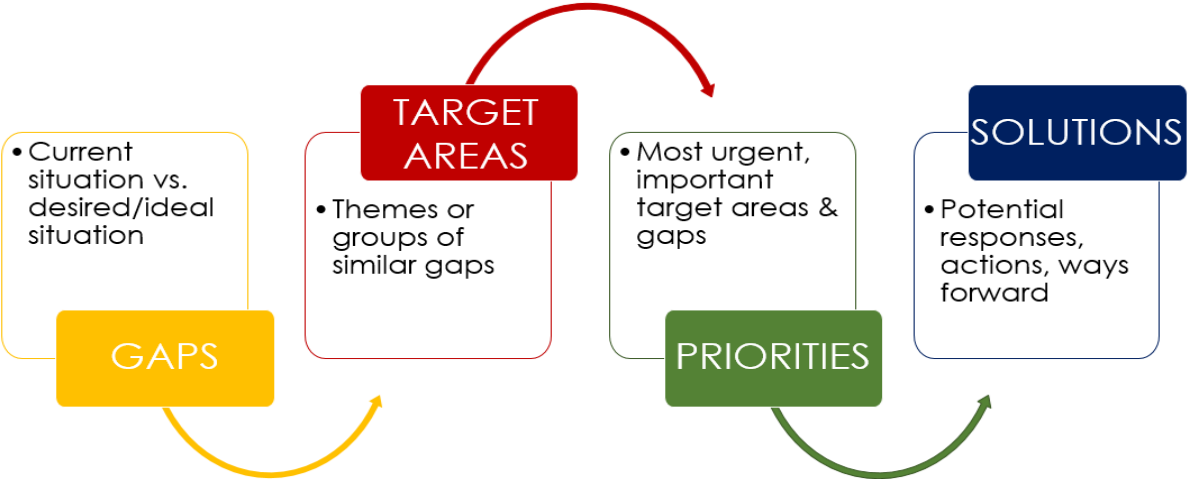 • Current
situation vs.
desired/ideal
situation
GAPS
TARGET
AREAS
• Themes or
groups of
similar gaps
• Most urgent,
important
target areas &
gaps
PRIORITIES
SOLUTIONS
• Potential
responses,
actions, ways
forward